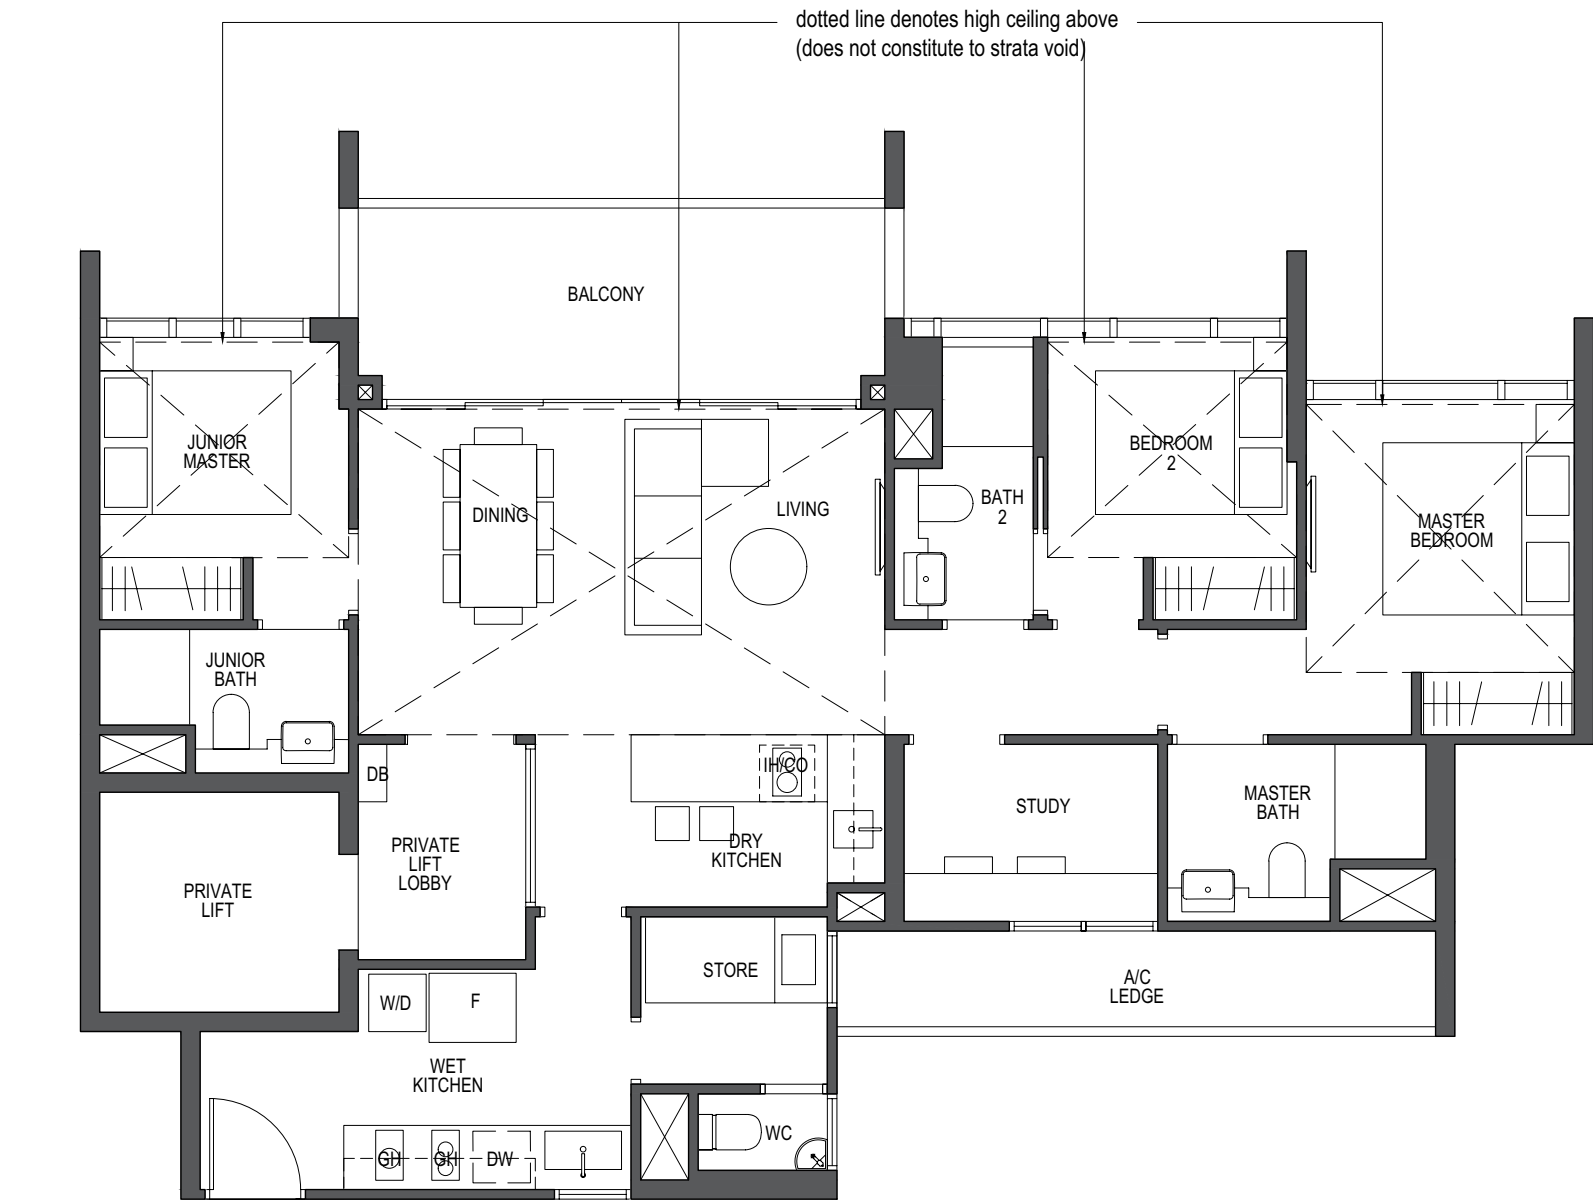 dotted line denotes high ceiling above
(does not constitute to strata void)
BALCONY
JUNIOR
MASTER
DINING
LIVING
BATH
2
BEDROOM
2
MASTER
BEDROOM
JUNIOR
BATH
DB
IH/CO
PRIVATE
LIFT
LOBBY
DRY
KITCHEN
STUDY
MASTER
BATH
PRIVATE
LIFT
STORE
A/C
LEDGE
W/D
F
WET
KITCHEN
WC
GH
GH
DW